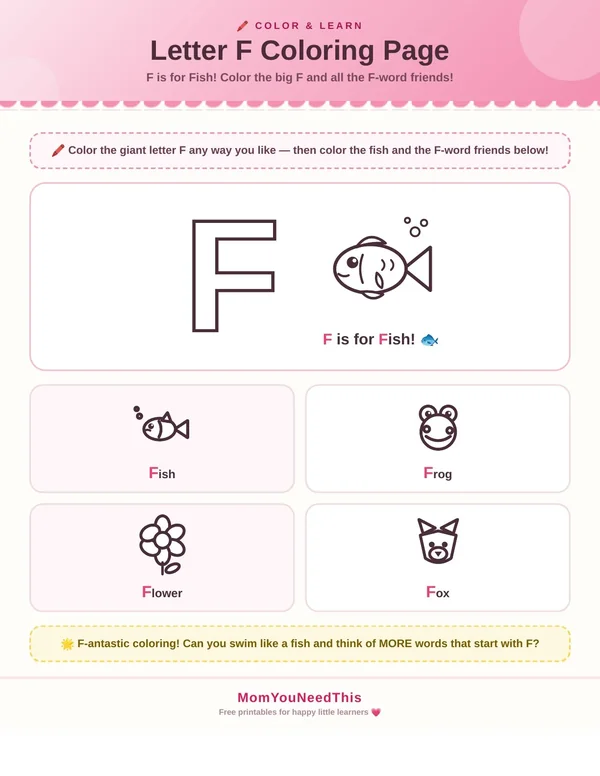 🖍️ COLOR & LEARN
Letter F Coloring Page
F is for Fish! Color the big F and all the F-word friends!
🖍️ Color the giant letter F any way you like — then color the fish and the F-word friends below!
F
F is for Fish! 🐟
Fish
Frog
Flower
Fox
🌟 F-antastic coloring! Can you swim like a fish and think of MORE words that start with F?
MomYouNeedThis
Free printables for happy little learners 💗